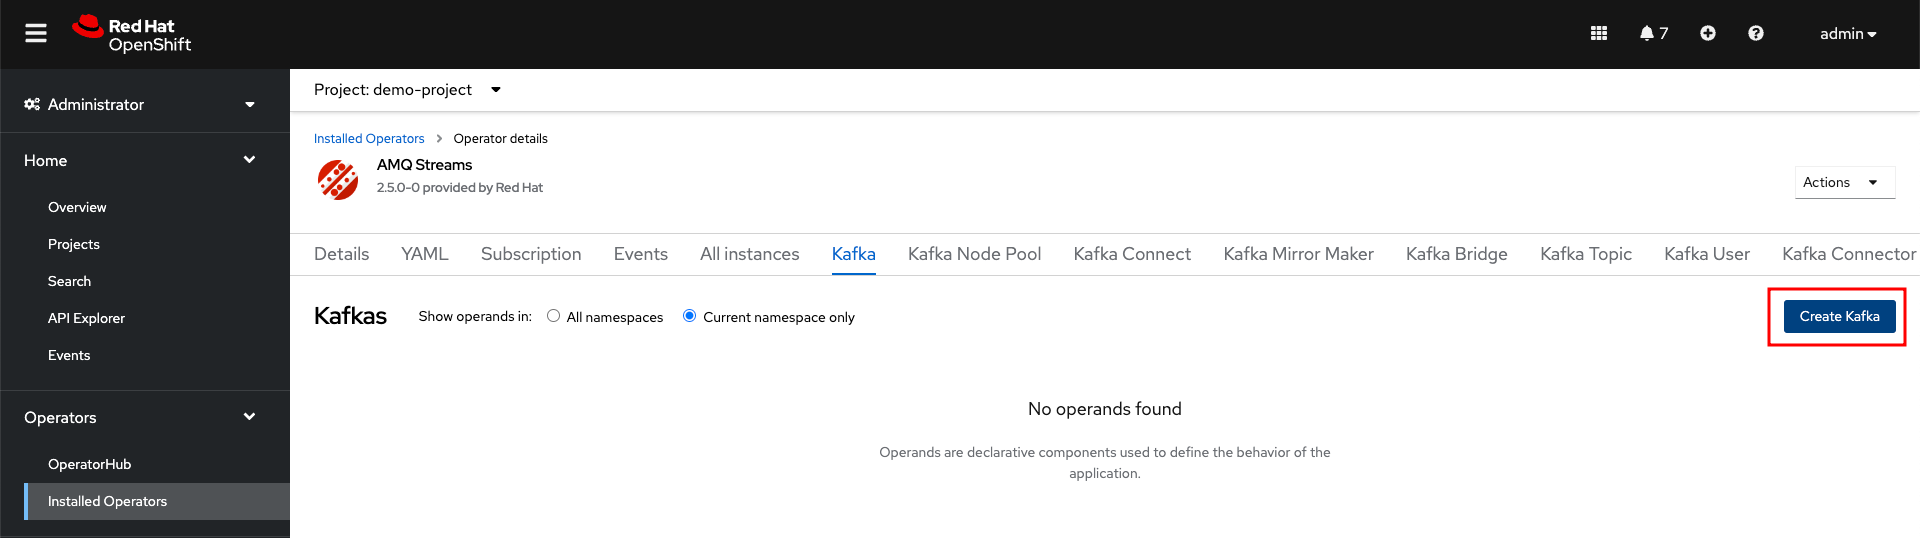 Red Hat
OpenShift
7
admin
Administrator
Home
Overview
Projects
Search
API Explorer
Events
Operators
OperatorHub
Installed Operators
Project: demo-project
Installed Operators > Operator details
AMQ Streams
2.5.0-0 provided by Red Hat
Actions
Details YAML Subscription Events All instances Kafka Kafka Node Pool Kafka Connect Kafka Mirror Maker Kafka Bridge Kafka Topic Kafka User Kafka Connector
Kafkas Show operands in: All namespaces Current namespace only Create Kafka
No operands found
Operands are declarative components used to define the behavior of the
application.